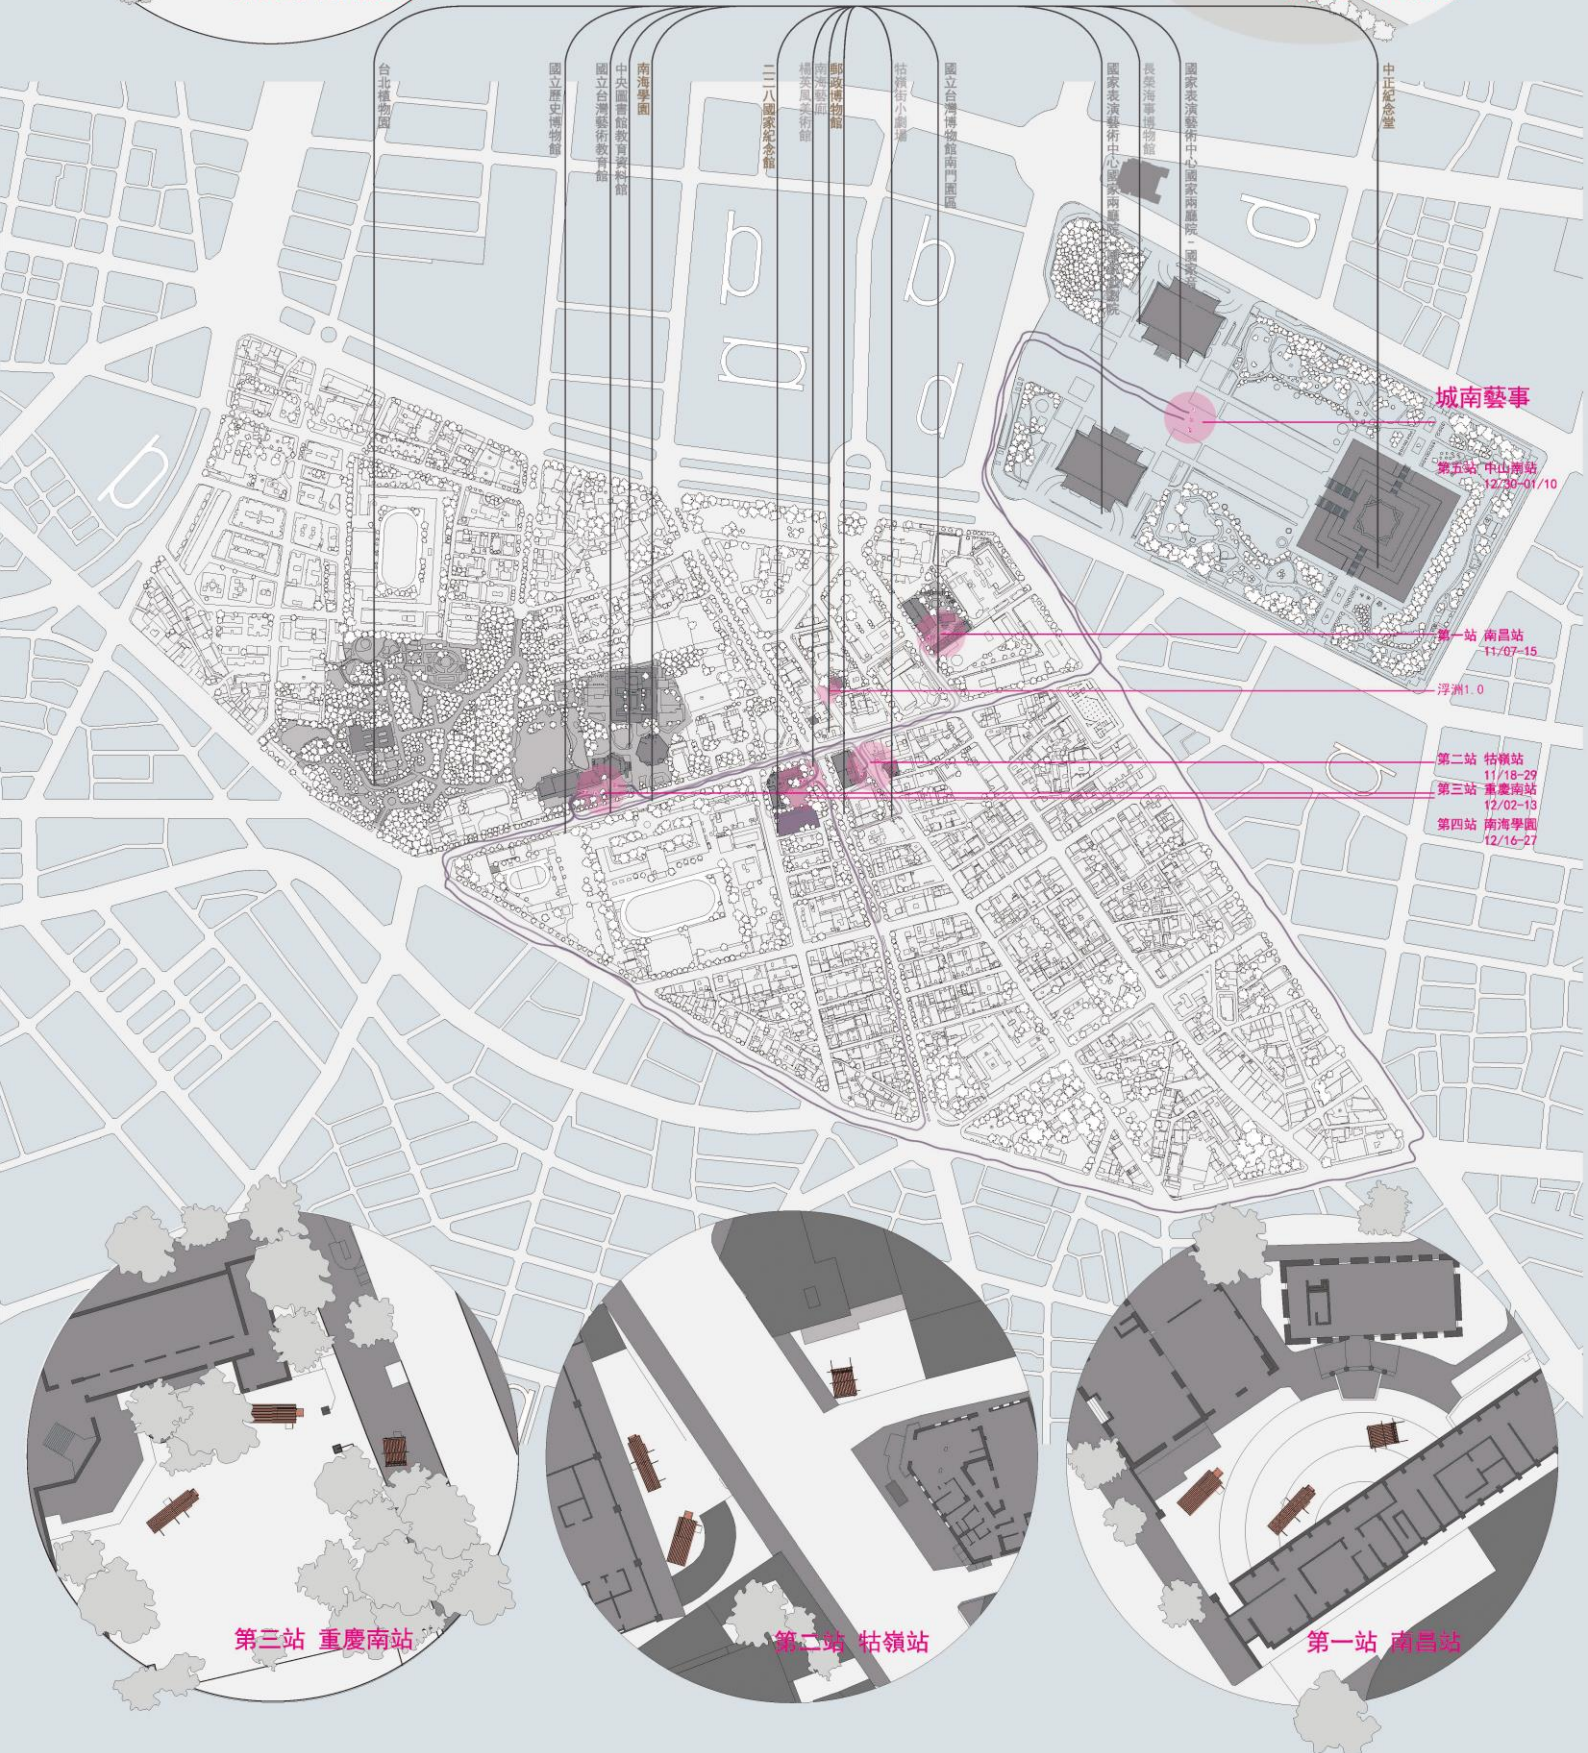 台北植物園
國立歷史博物館
國立台灣藝術教育館
中央圖書館教育資料館
南海學園
二二八國家紀念館
楊英風美術館
南海藝廊
郵政博物館
牯嶺街小劇場
國立台灣博物館南門園區
國家表演藝術中心國家兩廳院
長榮海事博物館
國家表演藝術中心國家兩廳院-國家音
中正紀念堂
城南藝事
第五站 中山南站
12/30-01/10
第一站 南昌站
11/07-15
浮洲1.0
第二站 牯嶺站
11/18-29
第三站 重慶南站
12/02-13
第四站 南海學園
12/16-27
第三站 重慶南站
第二站 牯嶺站
第一站 南昌站